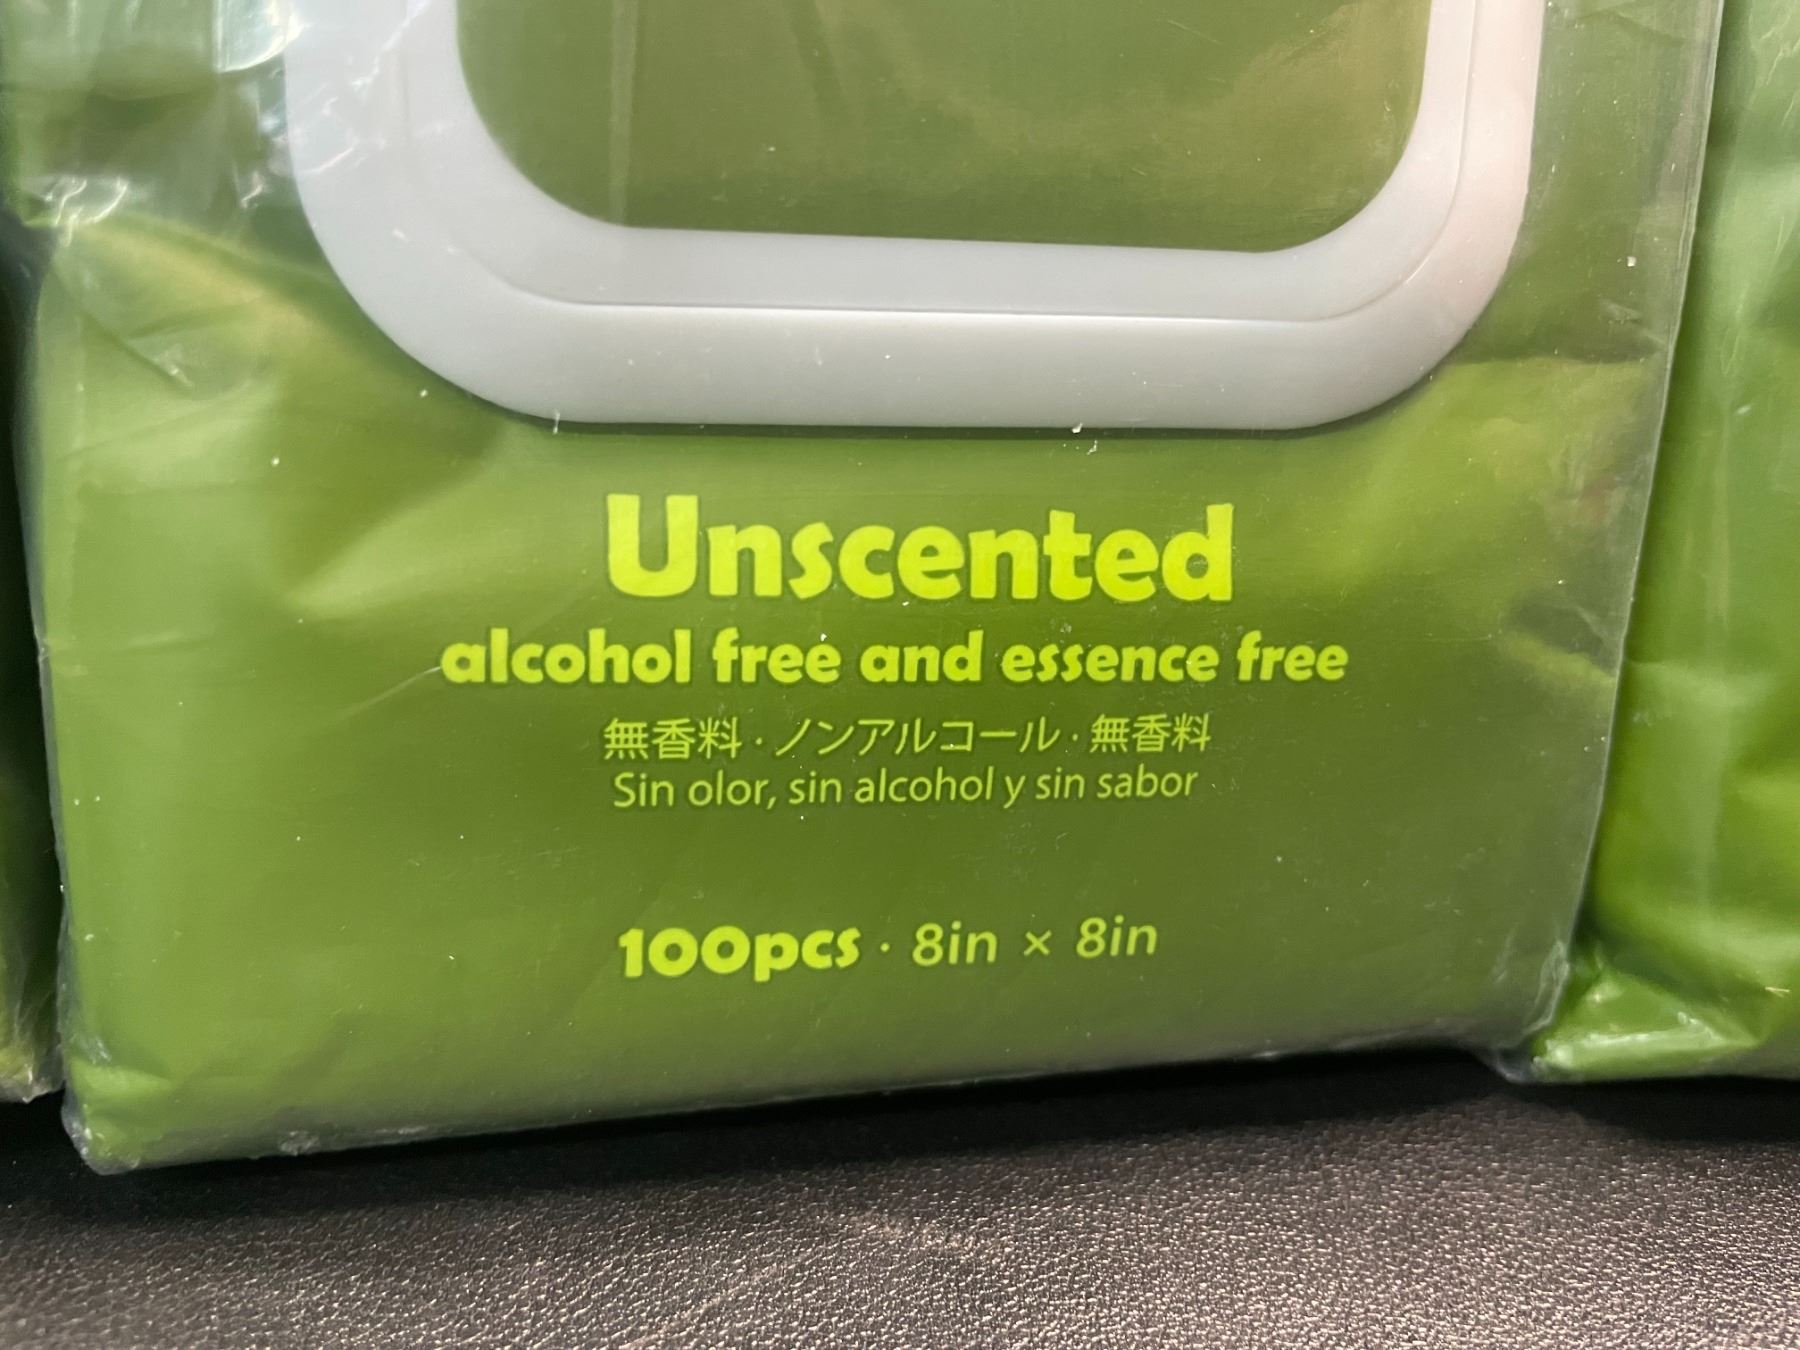 Unscented
alcohol free and essence free
無香料・ノンアルコール・無香料
Sin olor, sin alcohol y sin sabor
100pcs · 8in × 8in